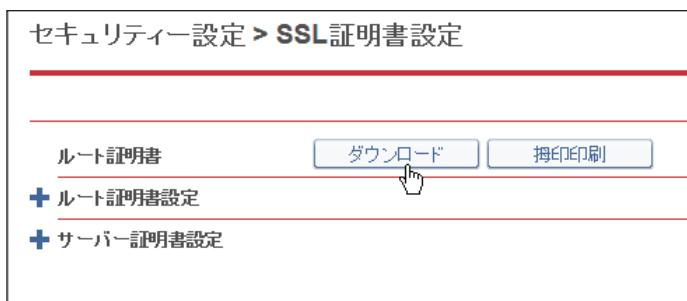 セキュリティー設定 > SSL証明書設定
ルート証明書 ダウンロード 拇印印刷
ルート証明書設定
サーバー証明書設定